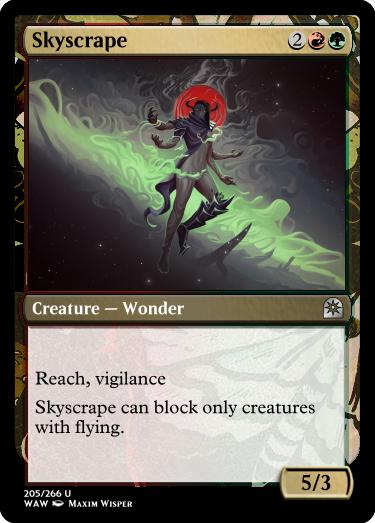 Skyscrape 2
Creature — Wonder
Reach, vigilance
Skyscrape can block only creatures
with flying.
5/3
205/266 U
WAW Maxim Wisper